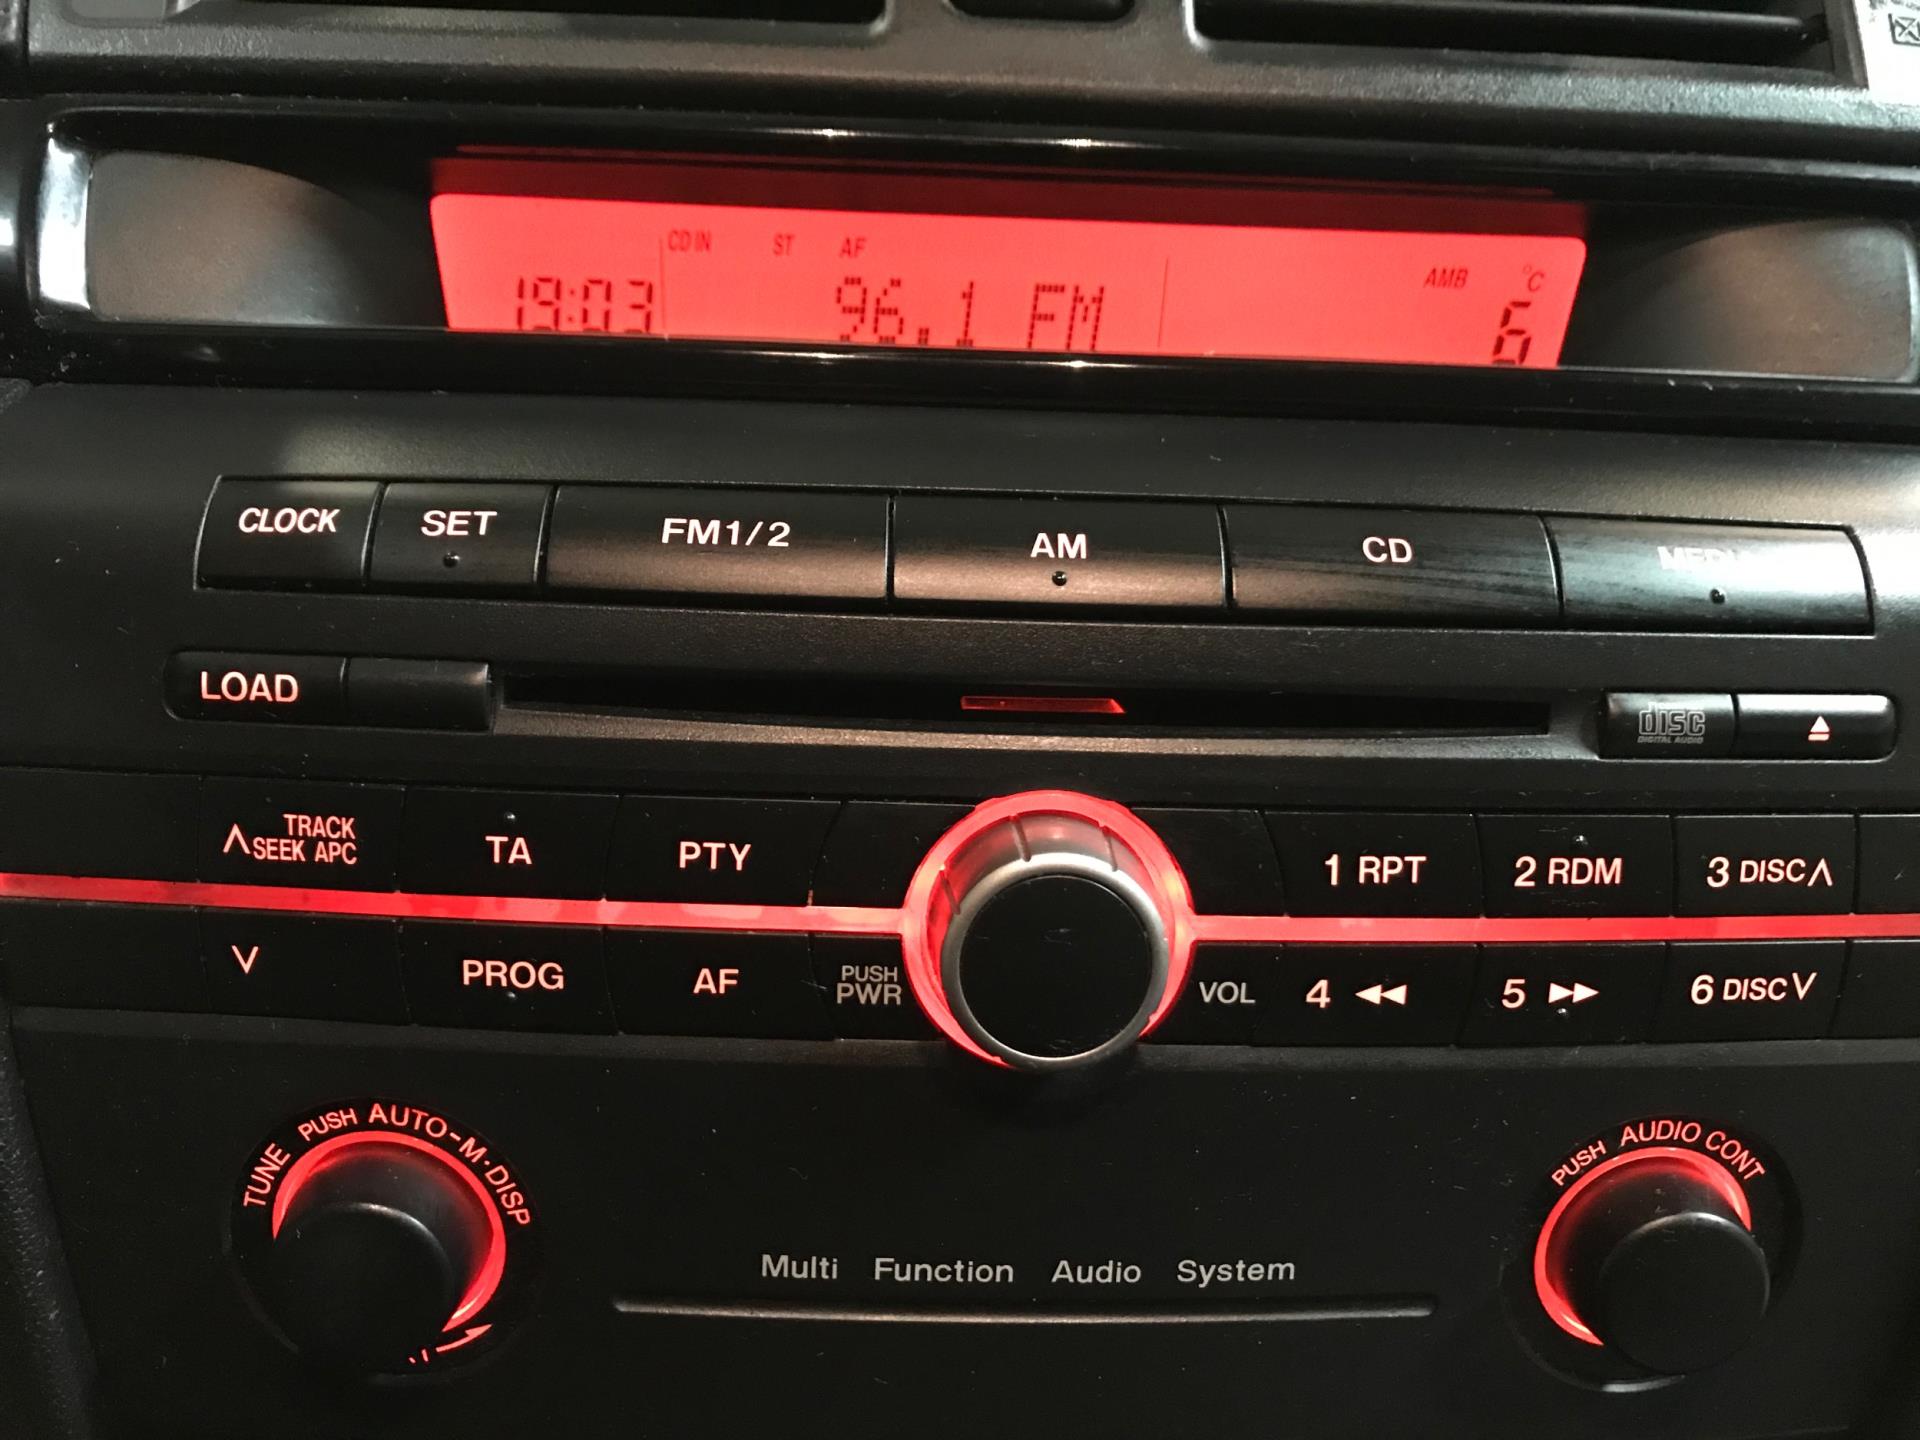 CD IN ST AF
AMB °C
19:03 96.1 FM 6
CLOCK SET FM1/2 AM CD
LOAD
disc
DIGITAL AUDIO
TRACK
SEEK APC
TA PTY 1 RPT 2 RDM 3 DISC
PROG AF PUSH PWR VOL 4 5 6 DISC
TUNE PUSH AUTO-M·DISP
PUSH AUDIO CONT
Multi Function Audio System